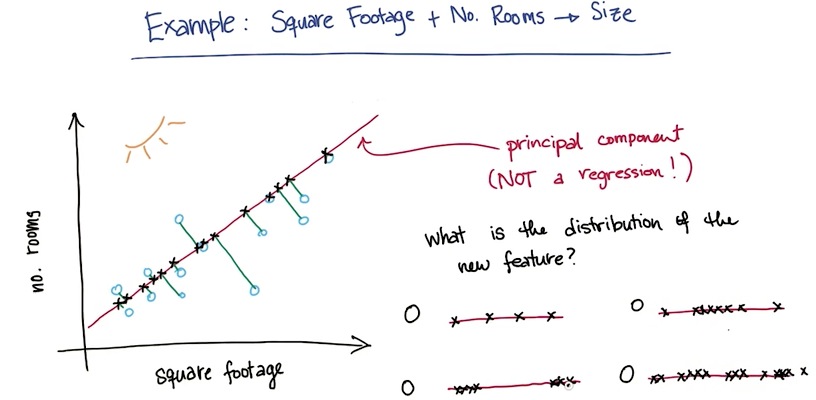 Example: Square Footage + No. Rooms → Size
principal component
(NOT a regression!)
What is the distribution of the
new feature?
no. rooms
square footage